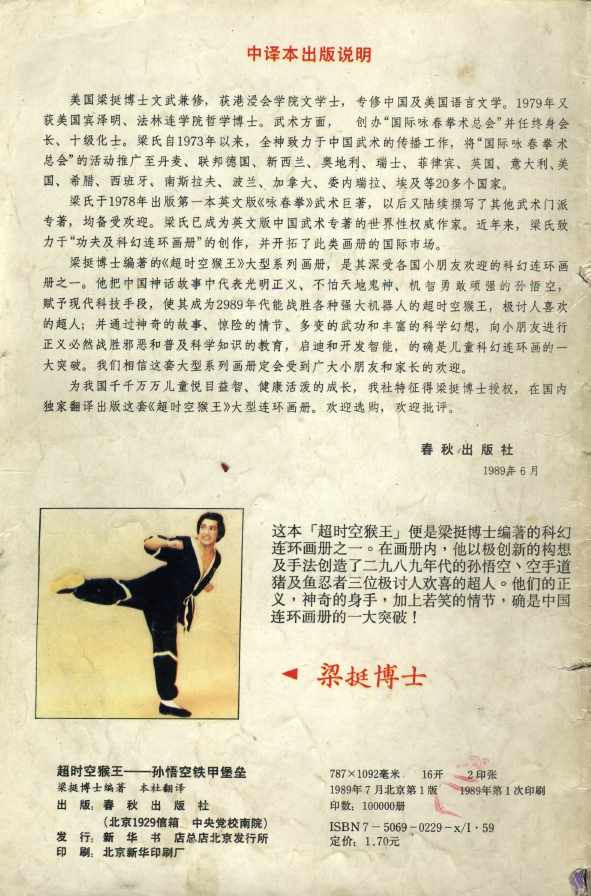 中译本出版说明
美国梁挺博士文武兼修，获港浸会学院文学士，专修中国及美国语言文学。1979年又
获美国宾泽明、法林连学院哲学博士。武术方面， 创办“国际咏春拳术总会”并任终身会
长、十级化士。梁氏自1973年以来，全神致力于中国武术的传播工作，将“国际咏春拳术
总会”的活动推广至丹麦、联邦德国、新西兰、奥地利、瑞士、菲律宾、英国、意大利、美
国、希腊、西班牙、南斯拉夫、波兰、加拿大、委内瑞拉、埃及等20多个国家。
梁氏于1978年出版第一本英文版《咏春拳》武术巨著，以后又陆续撰写了其他武术门派
专著，均备受欢迎。梁氏已成为英文版中国武术专著的世界性权威作家。近年来，梁氏致
力于“功夫及科幻连环画册”的创作，并开拓了此类画册的国际市场。
梁挺博士编著的《超时空猴王》大型系列画册，是其深受各国小朋友欢迎的科幻连环画
册之一。他把中国神话故事中代表光明正义、不怕天地鬼神、机智勇敢顽强的孙悟空，
赋予现代科技手段，使其成为2989年代能战胜各种强大机器人的超时空猴王，极讨人喜欢
的超人；并通过神奇的故事、惊险的情节、多变的武功和丰富的科学幻想，向小朋友进行
正义必然战胜邪恶和普及科学知识的教育，启迪和开发智能，的确是儿童科幻连环画的一
大突破。我们相信这套大型系列画册定会受到广大小朋友和家长的欢迎。
为我国千千万万儿童悦目益智、健康活泼的成长，我社特征得梁挺博士授权，在国内
独家翻译出版这套《超时空猴王》大型连环画册。欢迎选购，欢迎批评。
春秋出版社
1989年6月
这本「超时空猴王」便是梁挺博士编著的科幻
连环画册之一。在画册内，他以极创新的构想
及手法创造了二九八九年代的孙悟空、空手道
猪及鱼忍者三位极讨人欢喜的超人。他们的正
义，神奇的身手，加上若笑的情节，确是中国
连环画册的一大突破！
◄ 梁挺博士
超时空猴王——孙悟空铁甲堡垒
梁挺博士编著 本社翻译
出 版：春 秋 出 版 社
（北京1929信箱 中央党校南院）
发 行：新 华 书 店总店北京发行所
印 刷：北京新华印刷厂
787×1092毫米 16开 2印张
1989年7月北京第1版 1989年第1次印刷
印数：100000册
ISBN 7－5069-0229－x/I·59
定价：1.70元